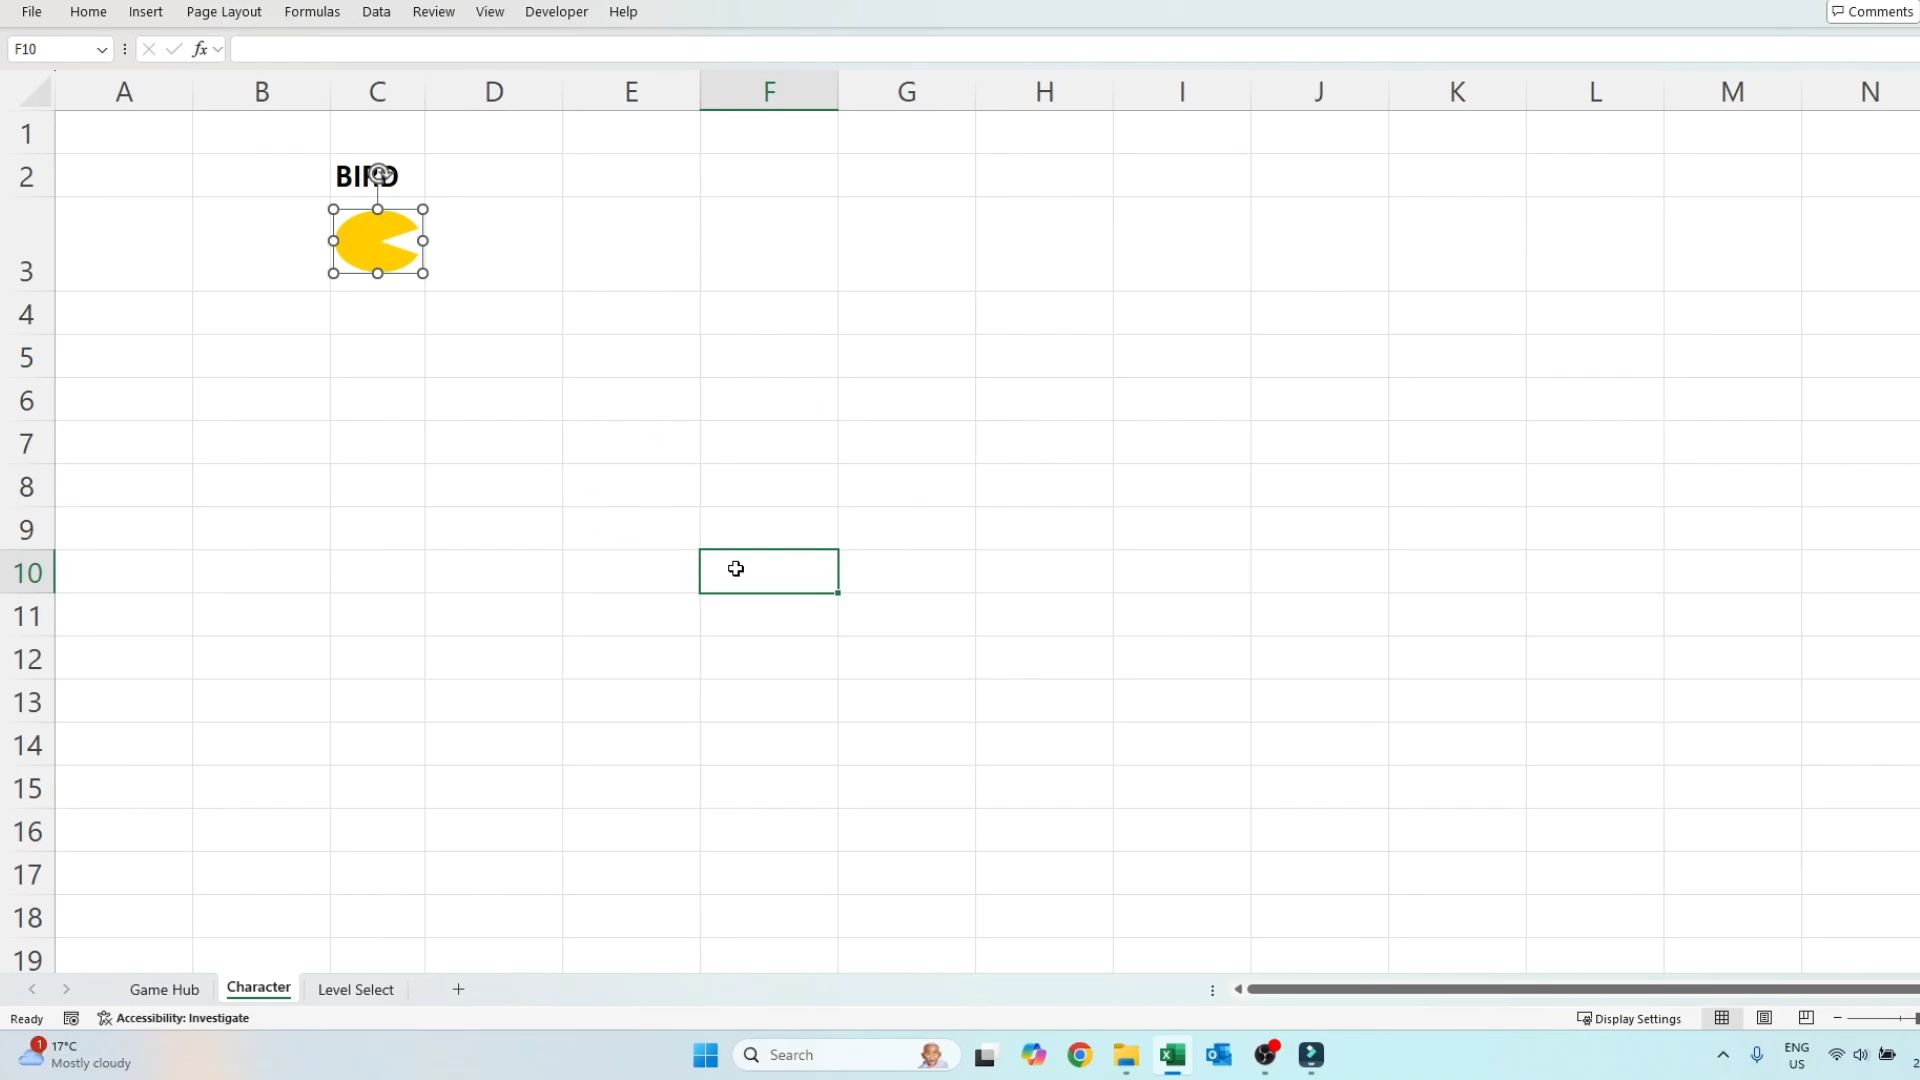 File Home Insert Page Layout Formulas Data Review View Developer Help Comments
F10 fx
A B C D E F G H I J K L M N
1
2 BIRD
3
4
5
6
7
8
9
10
11
12
13
14
15
16
17
18
19
Game Hub Character Level Select +
Ready Accessibility: Investigate Display Settings
1 17°C Search ENG
Mostly cloudy US